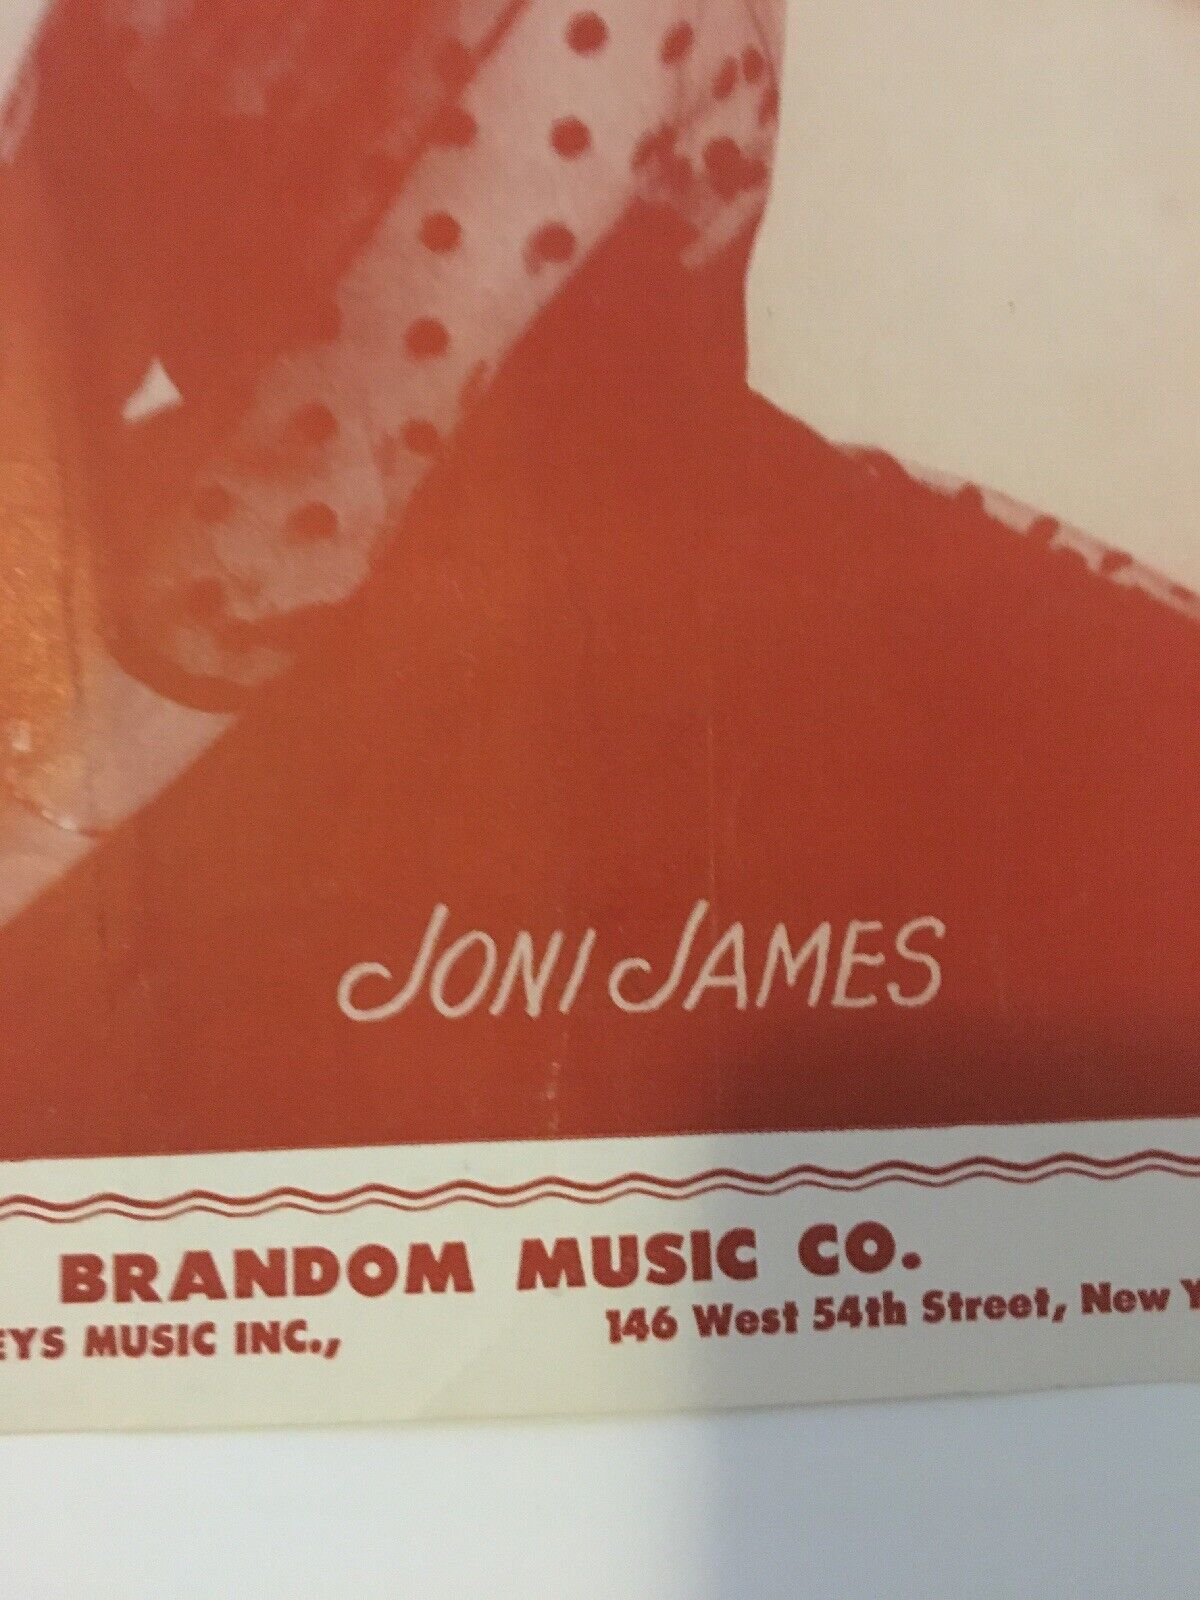 JONI JAMES
BRANDOM MUSIC CO.
EYS MUSIC INC., 146 West 54th Street, New Y